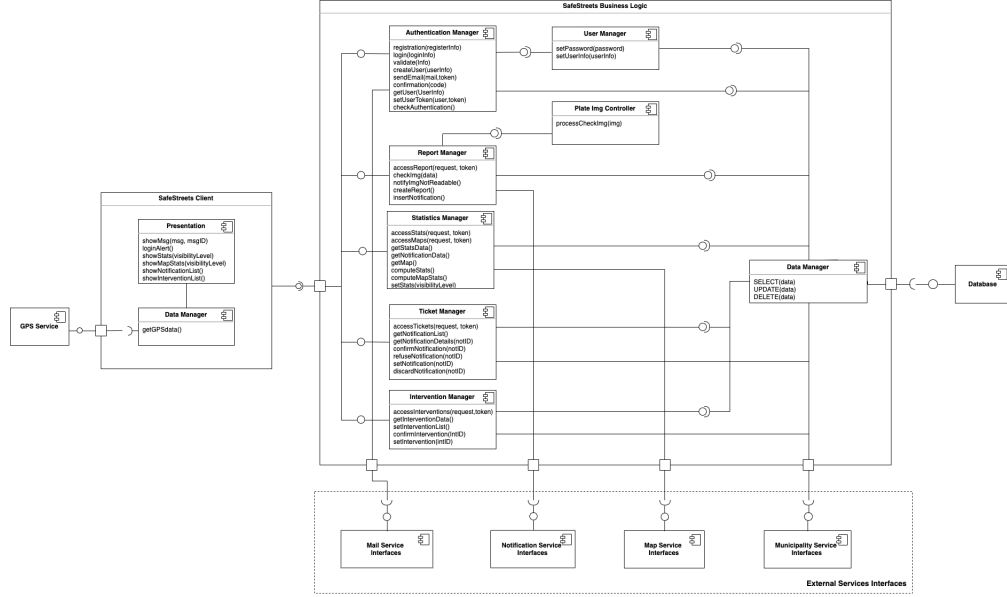 SafeStreets Business Logic
Authentication Manager
registration(registerInfo)
login(loginInfo)
validate(Info)
createUser(userInfo)
sendEmail(mail,token)
confirmation(code)
getUser(UserInfo)
setUserToken(user,token)
checkAuthentication()
User Manager
setPassword(password)
setUserInfo(userInfo)
Plate Img Controller
processCheckImg(img)
Report Manager
accessReport(request, token)
checkImg(data)
notifyImgNotReadable()
createReport()
insertNotification()
SafeStreets Client
Presentation
showMsg(msg, msgID)
loginAlert()
showStats(visibilityLevel)
showMapStats(visibilityLevel)
showNotificationList()
showInterventionList()
Data Manager
getGPSdata()
GPS Service
Statistics Manager
accessStats(request, token)
accessMaps(request, token)
getStatsData()
getNotificationData()
getMap()
computeStats()
computeMapStats()
setStats(visibilityLevel)
Data Manager
SELECT(data)
UPDATE(data)
DELETE(data)
Database
Ticket Manager
accessTickets(request, token)
getNotificationList()
getNotificationDetails(notID)
confirmNotification(notID)
refuseNotification(notID)
setNotification(notID)
discardNotification(notID)
Intervention Manager
accessInterventions(request,token)
getInterventionData()
setInterventionList()
confirmIntervention(IntID)
setIntervention(intID)
Mail Service
Interfaces
Notification Service
Interfaces
Map Service
Interfaces
Municipality Service
Interfaces
External Services Interfaces